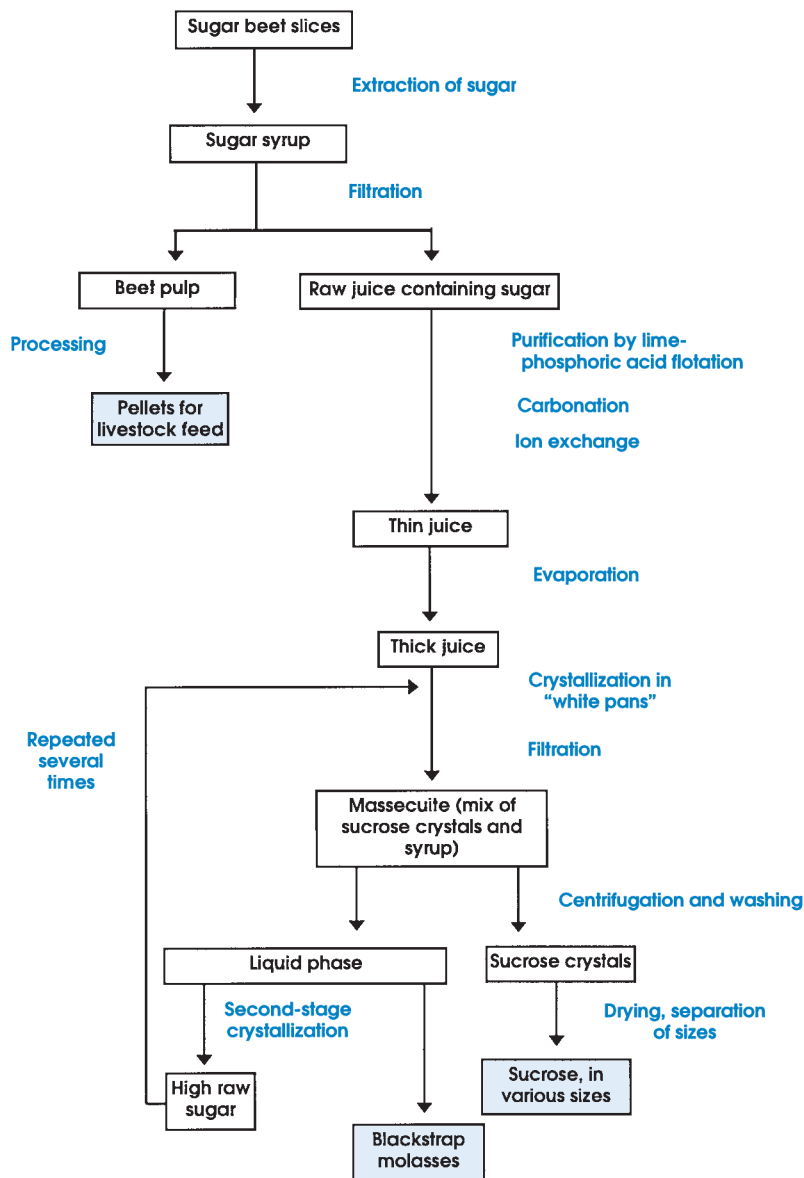 Sugar beet slices
Extraction of sugar
Sugar syrup
Filtration
Beet pulp
Raw juice containing sugar
Processing
Purification by lime-
phosphoric acid flotation
Pellets for
livestock feed
Carbonation
Ion exchange
Thin juice
Evaporation
Thick juice
Crystallization in
“white pans”
Repeated
several
times
Filtration
Massecuite (mix of
sucrose crystals and
syrup)
Centrifugation and washing
Liquid phase
Sucrose crystals
Second-stage
crystallization
Drying, separation
of sizes
High raw
sugar
Sucrose, in
various sizes
Blackstrap
molasses